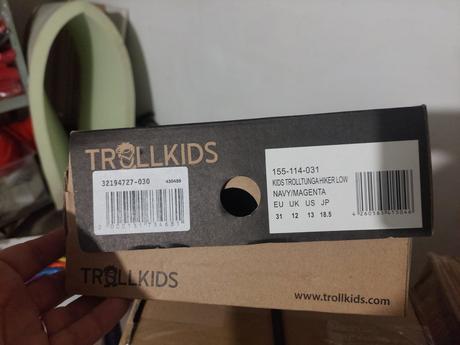 TROLLKIDS
32194727-030 430488
155-114-031
KIDS TROLLTUNGA HIKER LOW
NAVY/MAGENTA
EU UK US JP
31 12 13 18.5
TROLLKIDS
www.trollkids.com